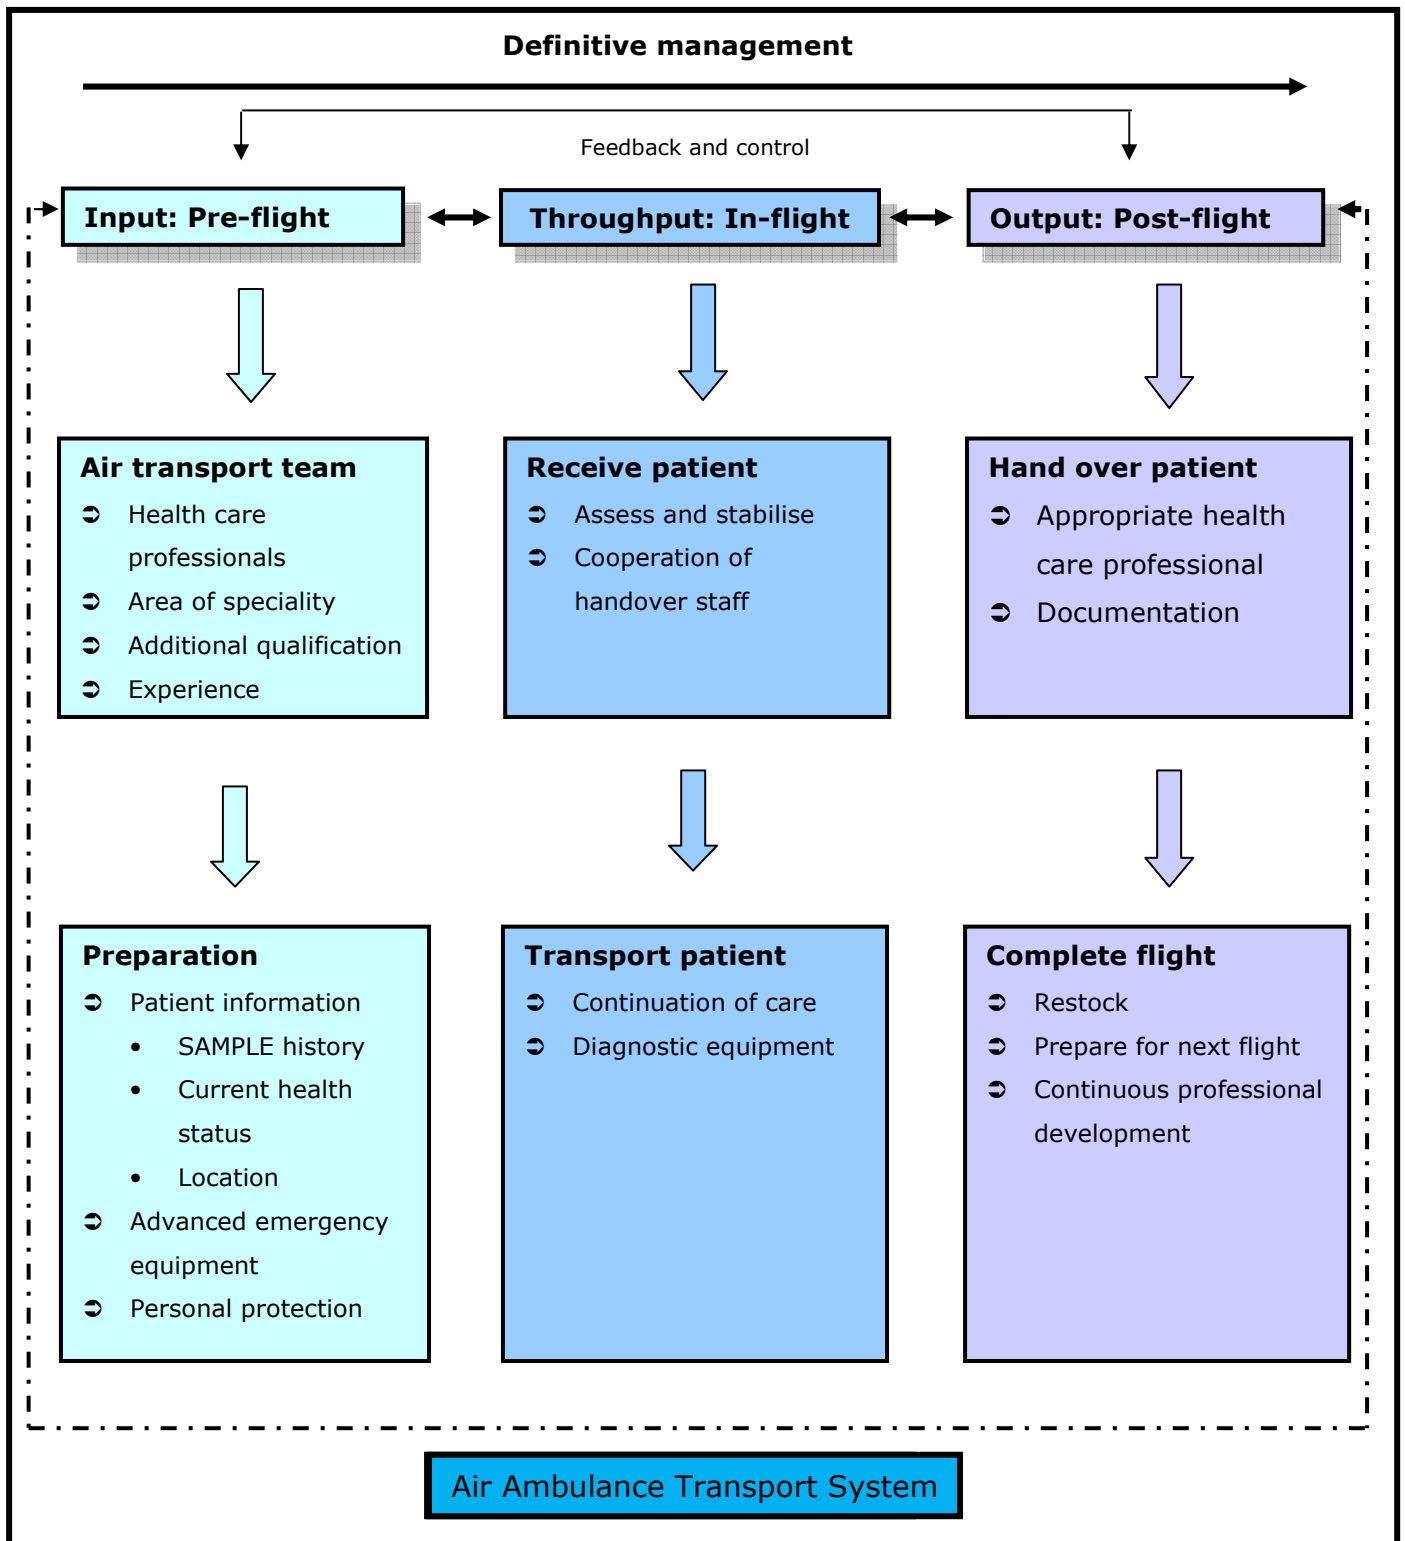 Definitive management
Feedback and control
Input: Pre-flight
Throughput: In-flight
Output: Post-flight
Air transport team
➲ Health care
professionals
➲ Area of speciality
➲ Additional qualification
➲ Experience
Receive patient
➲ Assess and stabilise
➲ Cooperation of
handover staff
Hand over patient
➲ Appropriate health
care professional
➲ Documentation
Preparation
➲ Patient information
• SAMPLE history
• Current health
status
• Location
➲ Advanced emergency
equipment
➲ Personal protection
Transport patient
➲ Continuation of care
➲ Diagnostic equipment
Complete flight
➲ Restock
➲ Prepare for next flight
➲ Continuous professional
development
Air Ambulance Transport System